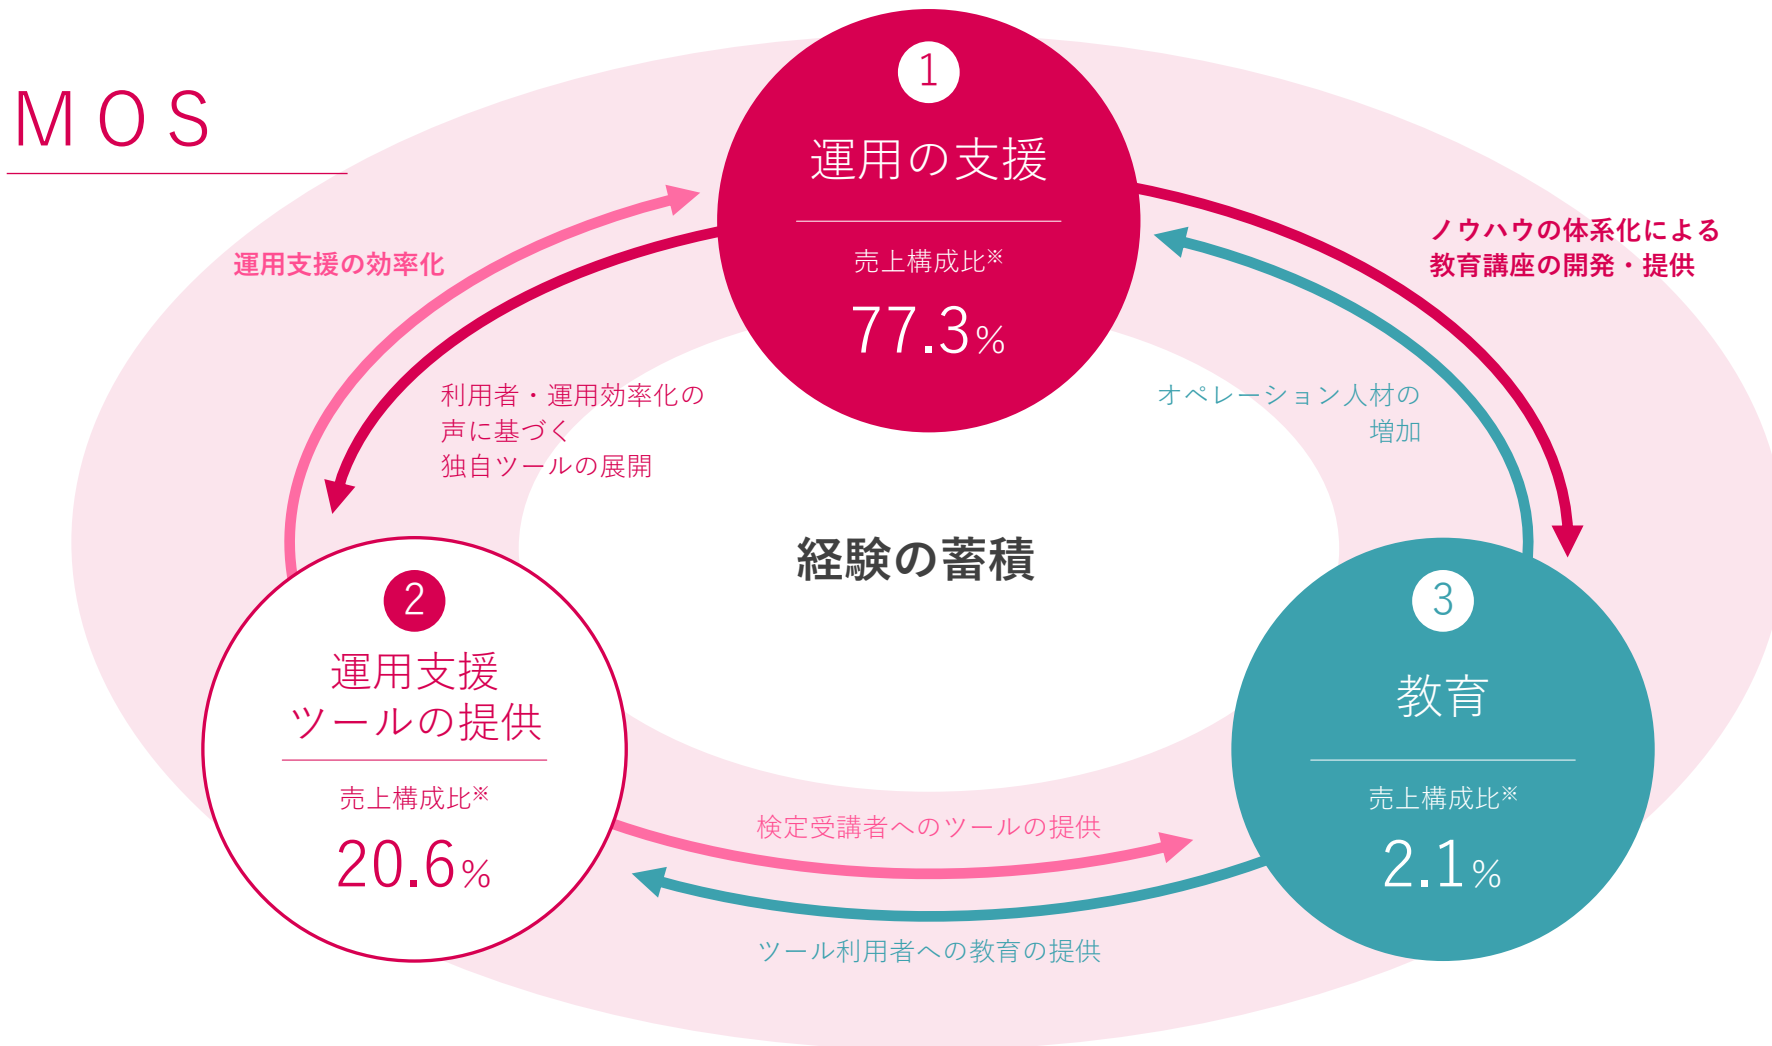 MOS
1
運用の支援
売上構成比※
77.3%
運用支援の効率化
ノウハウの体系化による
教育講座の開発・提供
利用者・運用効率化の
声に基づく
独自ツールの展開
オペレーション人材の
増加
経験の蓄積
2
運用支援
ツールの提供
売上構成比※
20.6%
3
教育
売上構成比※
2.1%
検定受講者へのツールの提供
ツール利用者への教育の提供